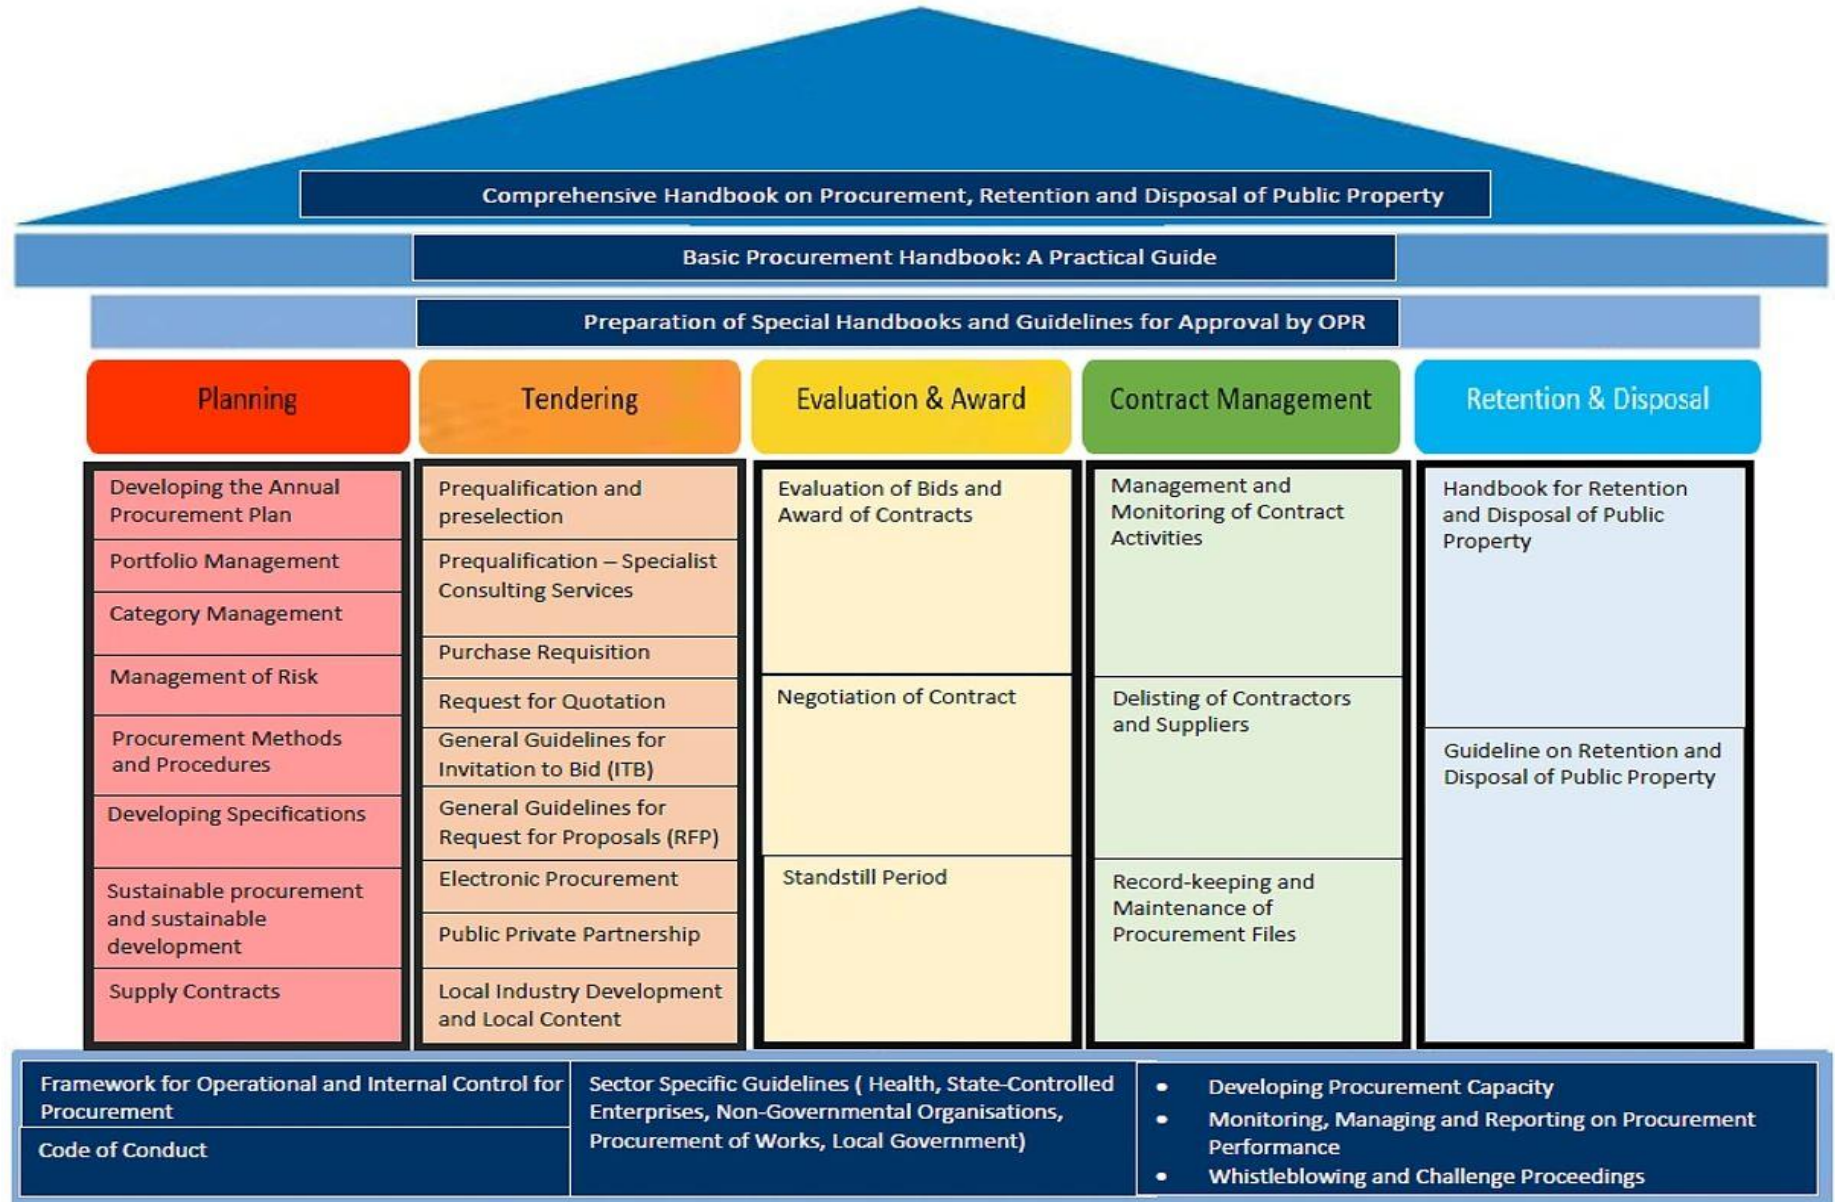 Comprehensive Handbook on Procurement, Retention and Disposal of Public Property
Basic Procurement Handbook: A Practical Guide
Preparation of Special Handbooks and Guidelines for Approval by OPR
Planning
Developing the Annual
Procurement Plan
Portfolio Management
Category Management
Management of Risk
Procurement Methods
and Procedures
Developing Specifications
Sustainable procurement
and sustainable
development
Supply Contracts
Tendering
Prequalification and
preselection
Prequalification – Specialist
Consulting Services
Purchase Requisition
Request for Quotation
General Guidelines for
Invitation to Bid (ITB)
General Guidelines for
Request for Proposals (RFP)
Electronic Procurement
Public Private Partnership
Local Industry Development
and Local Content
Evaluation & Award
Evaluation of Bids and
Award of Contracts
Negotiation of Contract
Standstill Period
Contract Management
Management and
Monitoring of Contract
Activities
Delisting of Contractors
and Suppliers
Record-keeping and
Maintenance of
Procurement Files
Retention & Disposal
Handbook for Retention
and Disposal of Public
Property
Guideline on Retention and
Disposal of Public Property
Framework for Operational and Internal Control for
Procurement
Code of Conduct
Sector Specific Guidelines ( Health, State-Controlled
Enterprises, Non-Governmental Organisations,
Procurement of Works, Local Government)
• Developing Procurement Capacity
• Monitoring, Managing and Reporting on Procurement
Performance
• Whistleblowing and Challenge Proceedings